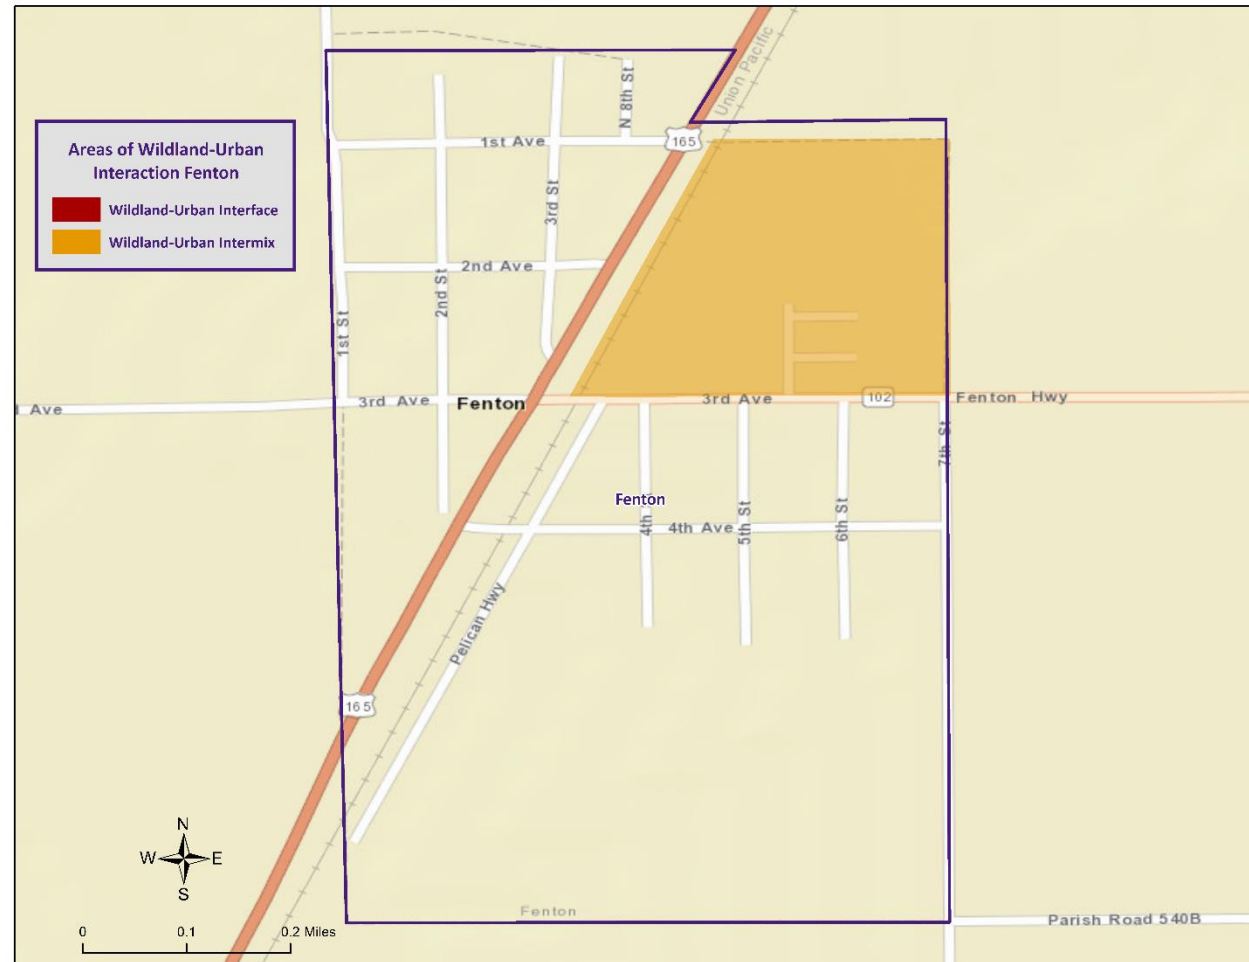 Union Pacific
N 8th St
165
1st Ave
Areas of Wildland-Urban
Interaction Fenton
Wildland-Urban Interface
Wildland-Urban Intermix
3rd St
2nd Ave
2nd St
1st St
Ave
3rd Ave
Fenton
3rd Ave
102
Fenton Hwy
7th St
Fenton
4th
4th Ave
5th St
6th St
Pelican Hwy
165
N
W E
S
0 0.1 0.2 Miles
Fenton
Parish Road 540B